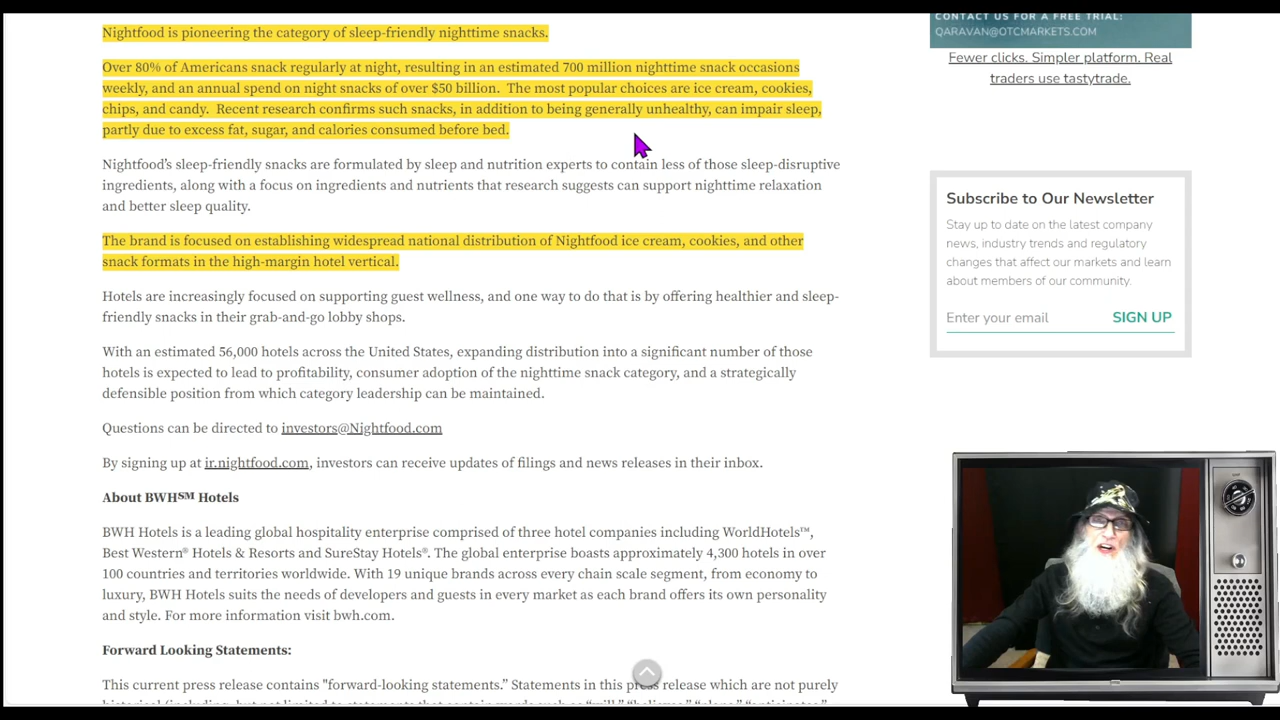 Nightfood is pioneering the category of sleep-friendly nighttime snacks.
Over 80% of Americans snack regularly at night, resulting in an estimated 700 million nighttime snack occasions
weekly, and an annual spend on night snacks of over $50 billion.  The most popular choices are ice cream, cookies,
chips, and candy.  Recent research confirms such snacks, in addition to being generally unhealthy, can impair sleep,
partly due to excess fat, sugar, and calories consumed before bed.
Nightfood’s sleep-friendly snacks are formulated by sleep and nutrition experts to contain less of those sleep-disruptive
ingredients, along with a focus on ingredients and nutrients that research suggests can support nighttime relaxation
and better sleep quality.
The brand is focused on establishing widespread national distribution of Nightfood ice cream, cookies, and other
snack formats in the high-margin hotel vertical.
Hotels are increasingly focused on supporting guest wellness, and one way to do that is by offering healthier and sleep-
friendly snacks in their grab-and-go lobby shops.
With an estimated 56,000 hotels across the United States, expanding distribution into a significant number of those
hotels is expected to lead to profitability, consumer adoption of the nighttime snack category, and a strategically
defensible position from which category leadership can be maintained.
Questions can be directed to investors@Nightfood.com
By signing up at ir.nightfood.com, investors can receive updates of filings and news releases in their inbox.
About BWH℠ Hotels
BWH Hotels is a leading global hospitality enterprise comprised of three hotel companies including WorldHotels™,
Best Western® Hotels & Resorts and SureStay Hotels®. The global enterprise boasts approximately 4,300 hotels in over
100 countries and territories worldwide. With 19 unique brands across every chain scale segment, from economy to
luxury, BWH Hotels suits the needs of developers and guests in every market as each brand offers its own personality
and style. For more information visit bwh.com.
Forward Looking Statements:
This current press release contains "forward-looking statements.” Statements in this press release which are not purely
historical (including, but not limited to statements that contain words such as “will,” “believes,” “plans,” “anticipates,”
CONTACT US FOR A FREE TRIAL:
QARAVAN@OTCMARKETS.COM
Fewer clicks. Simpler platform. Real
traders use tastytrade.
Subscribe to Our Newsletter
Stay up to date on the latest company
news, industry trends and regulatory
changes that affect our markets and learn
about members of our community.
Enter your email SIGN UP